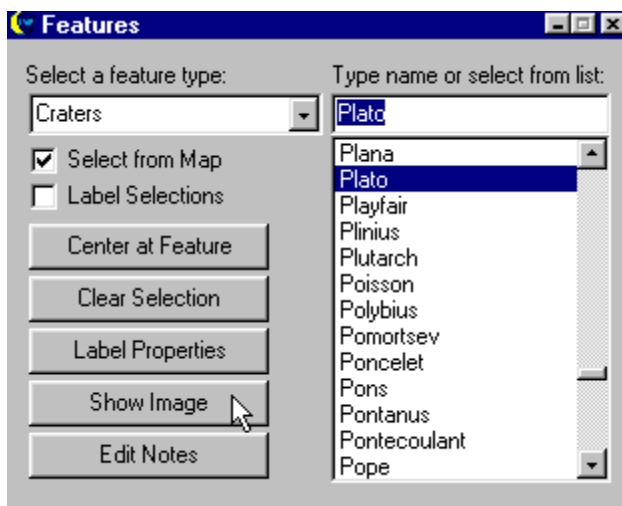 Features
Select a feature type:
Craters
Select from Map
Label Selections
Center at Feature
Clear Selection
Label Properties
Show Image
Edit Notes
Type name or select from list:
Plato
Plana
Plato
Playfair
Plinius
Plutarch
Poisson
Polybius
Pomortsev
Poncelet
Pons
Pontanus
Pontecoulant
Pope